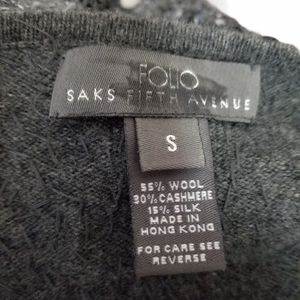 FOLIO
SAKS FIFTH AVENUE
S
55% WOOL
30% CASHMERE
15% SILK
MADE IN
HONG KONG
FOR CARE SEE
REVERSE